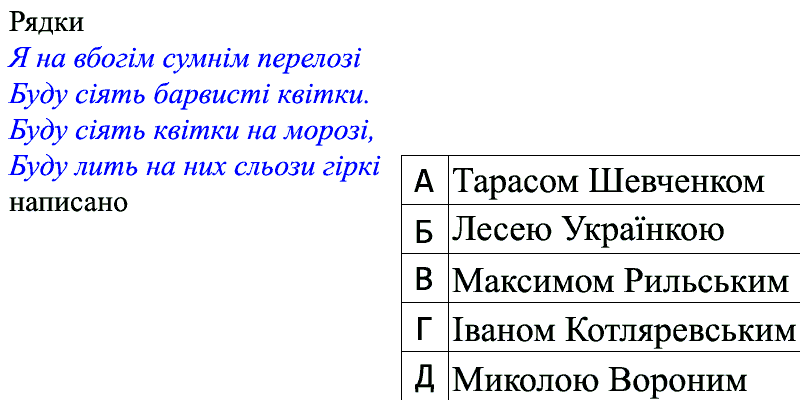 Рядки
Я на вбогім сумнім перелозі
Буду сіять барвисті квітки.
Буду сіять квітки на морозі,
Буду лить на них сльози гіркі
написано
А Тарасом Шевченком
Б Лесею Українкою
В Максимом Рильським
Г Іваном Котляревським
Д Миколою Вороним